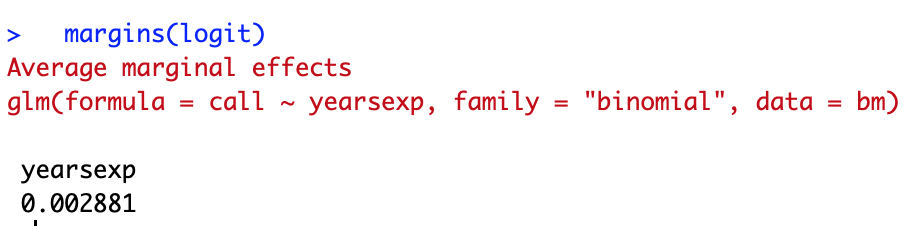 >   margins(logit)
Average marginal effects
glm(formula = call ~ yearsexp, family = "binomial", data = bm)
yearsexp
0.002881